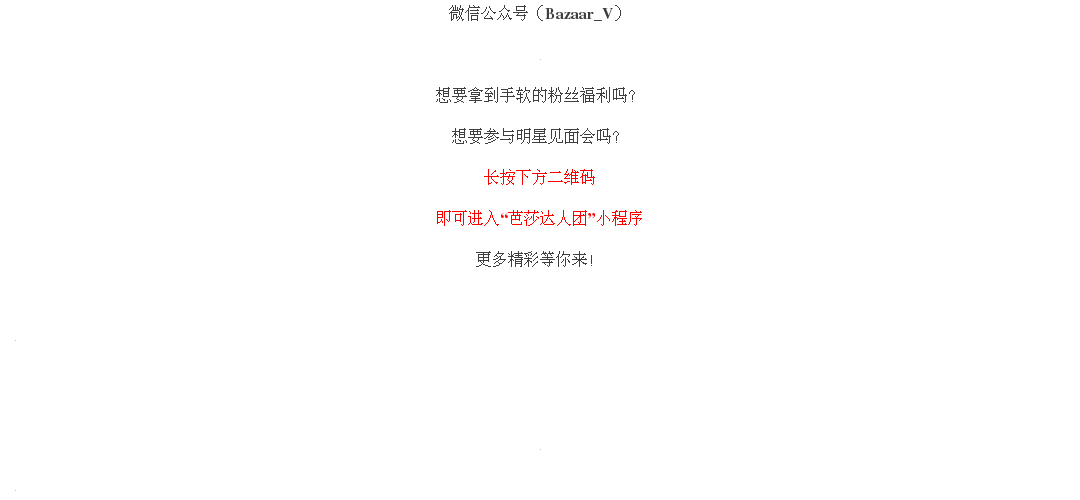 微信公众号（Bazaar_V）
想要拿到手软的粉丝福利吗?
想要参与明星见面会吗?
长按下方二维码
即可进入“芭莎达人团”小程序
更多精彩等你来!